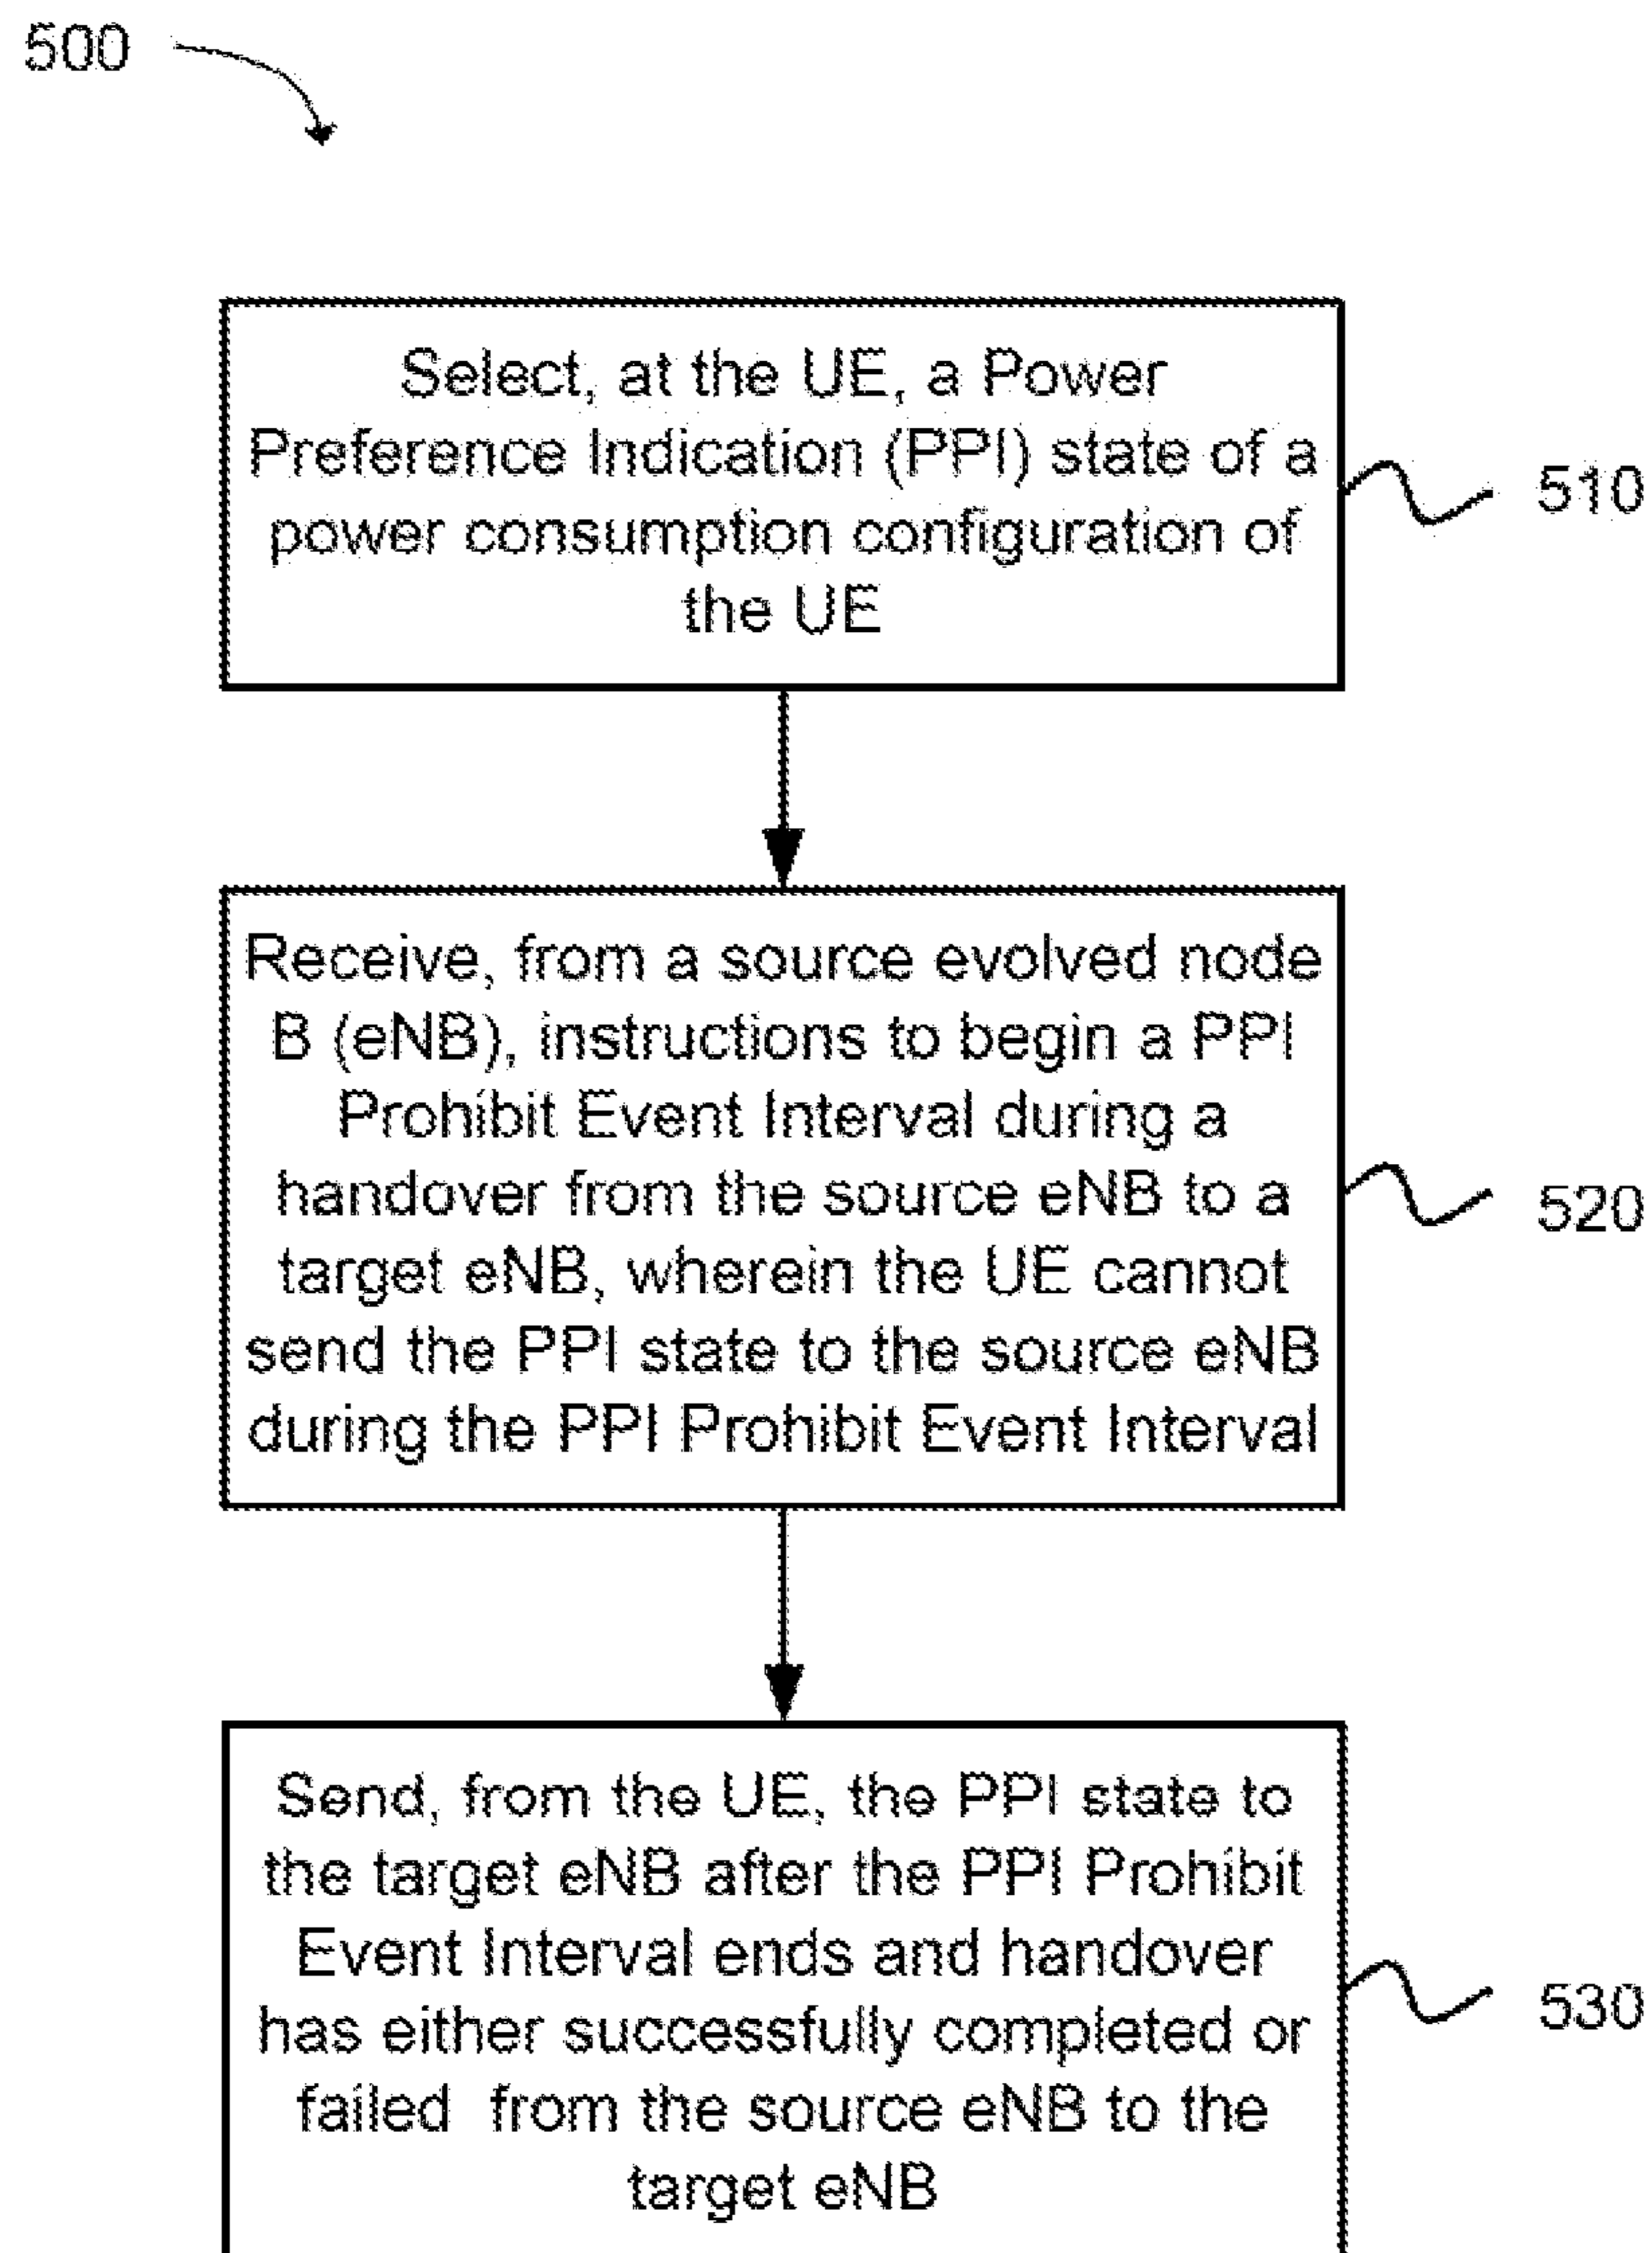 500
Select, at the UE, a Power
Preference Indication (PPI) state of a
power consumption configuration of
the UE
510
Receive, from a source evolved node
B (eNB), instructions to begin a PPI
Prohibit Event Interval during a
handover from the source eNB to a
target eNB, wherein the UE cannot
send the PPI state to the source eNB
during the PPI Prohibit Event Interval
520
Send, from the UE, the PPI state to
the target eNB after the PPI Prohibit
Event Interval ends and handover
has either successfully completed or
failed  from the source eNB to the
target eNB
530